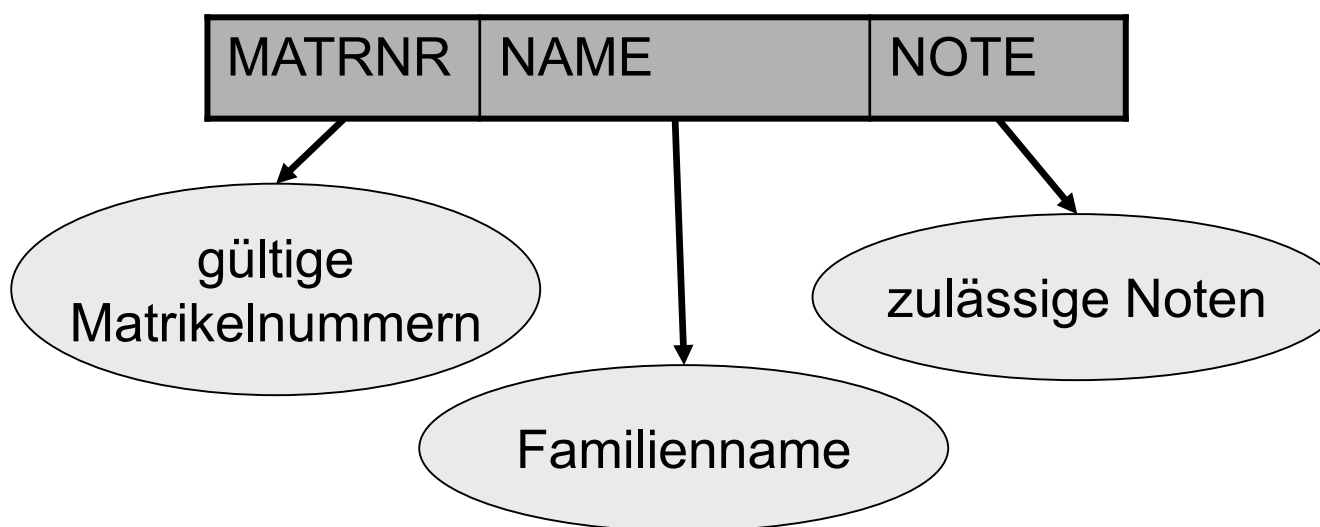 MATRNR NAME NOTE
gültige
Matrikelnummern
zulässige Noten
Familienname